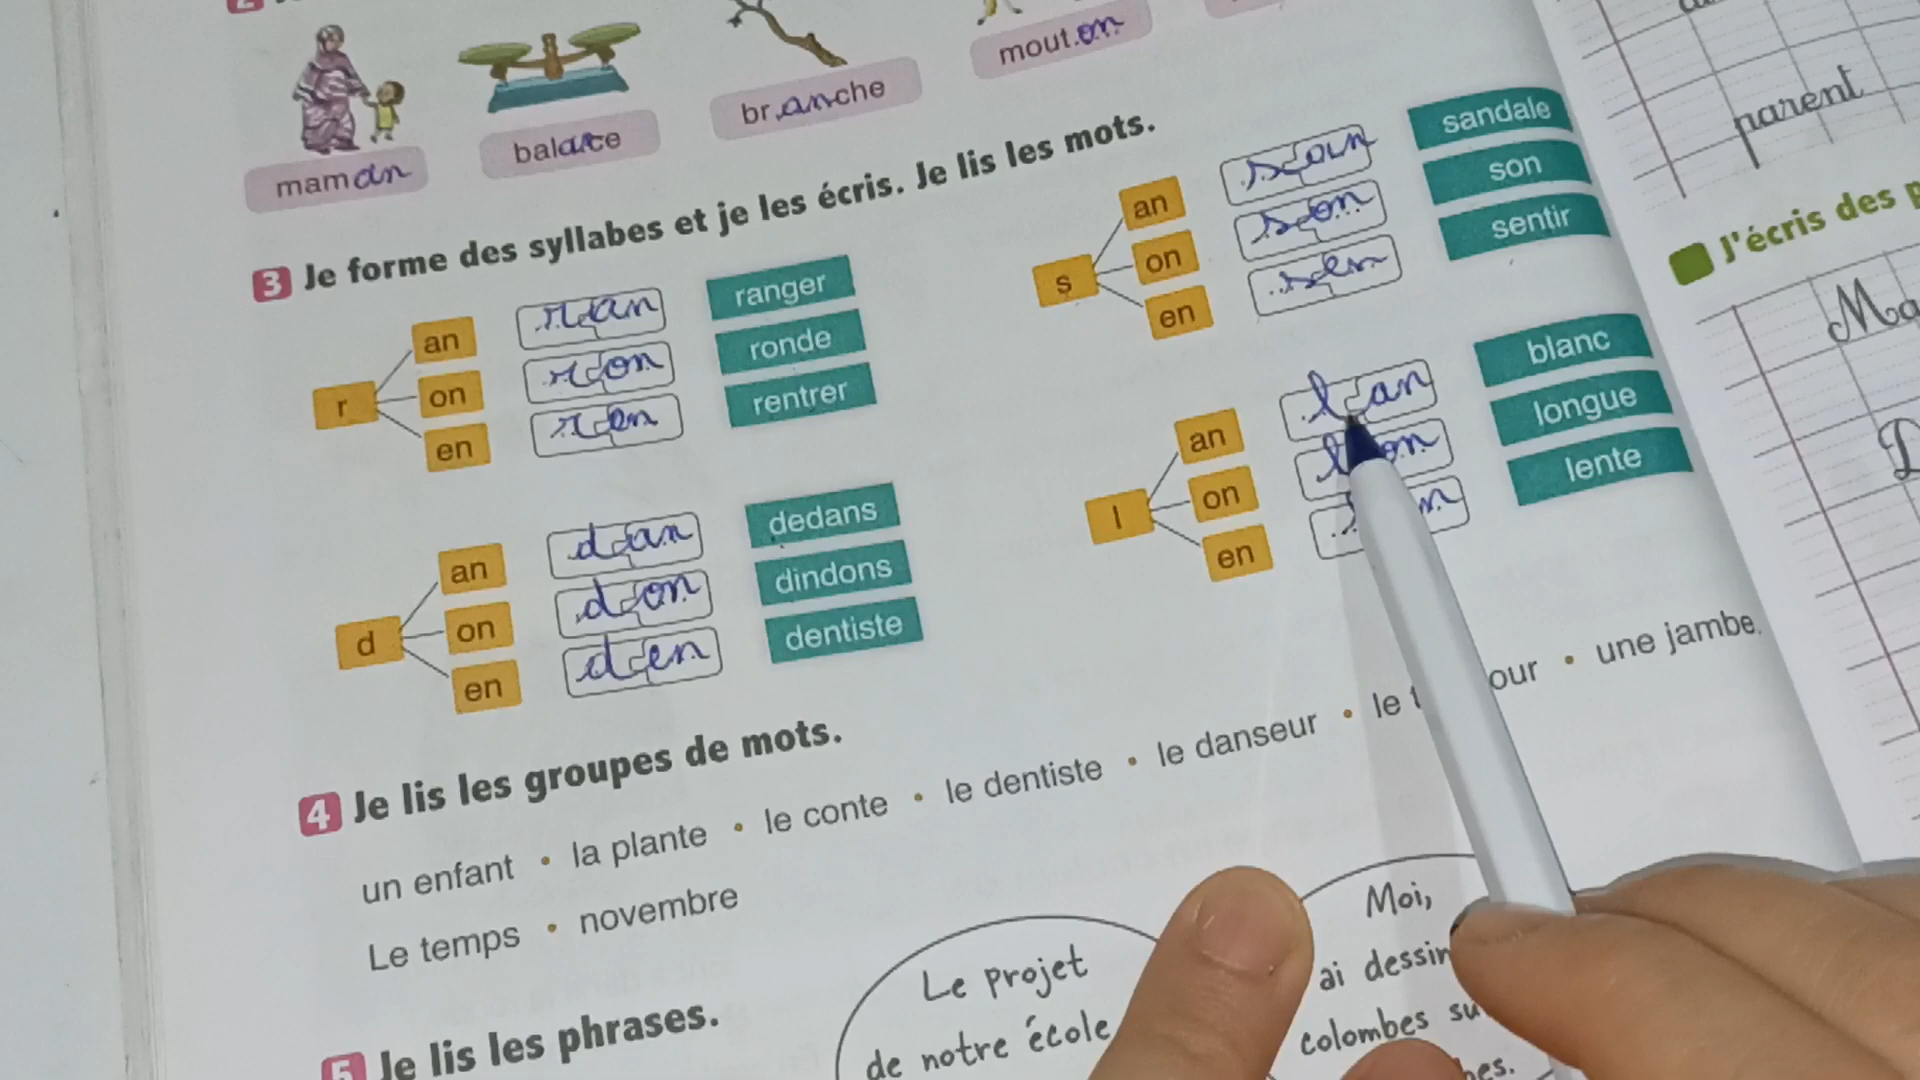 maman
balance
branche
mouton
3 Je forme des syllabes et je les écris. Je lis les mots.
r
an
on
en
ran
ron
ren
ranger
ronde
rentrer
s
an
on
en
san
son
sen
sandale
son
sentir
d
an
on
en
dan
don
den
dedans
dindons
dentiste
l
an
on
en
lan
lon
blanc
longue
lente
4 Je lis les groupes de mots.
un enfant • la plante • le conte • le dentiste • le danseur • le • une jambe.
Le temps • novembre
5 Je lis les phrases.
Le projet
de notre école
Moi,
ai
colombes
parent
J'écris des